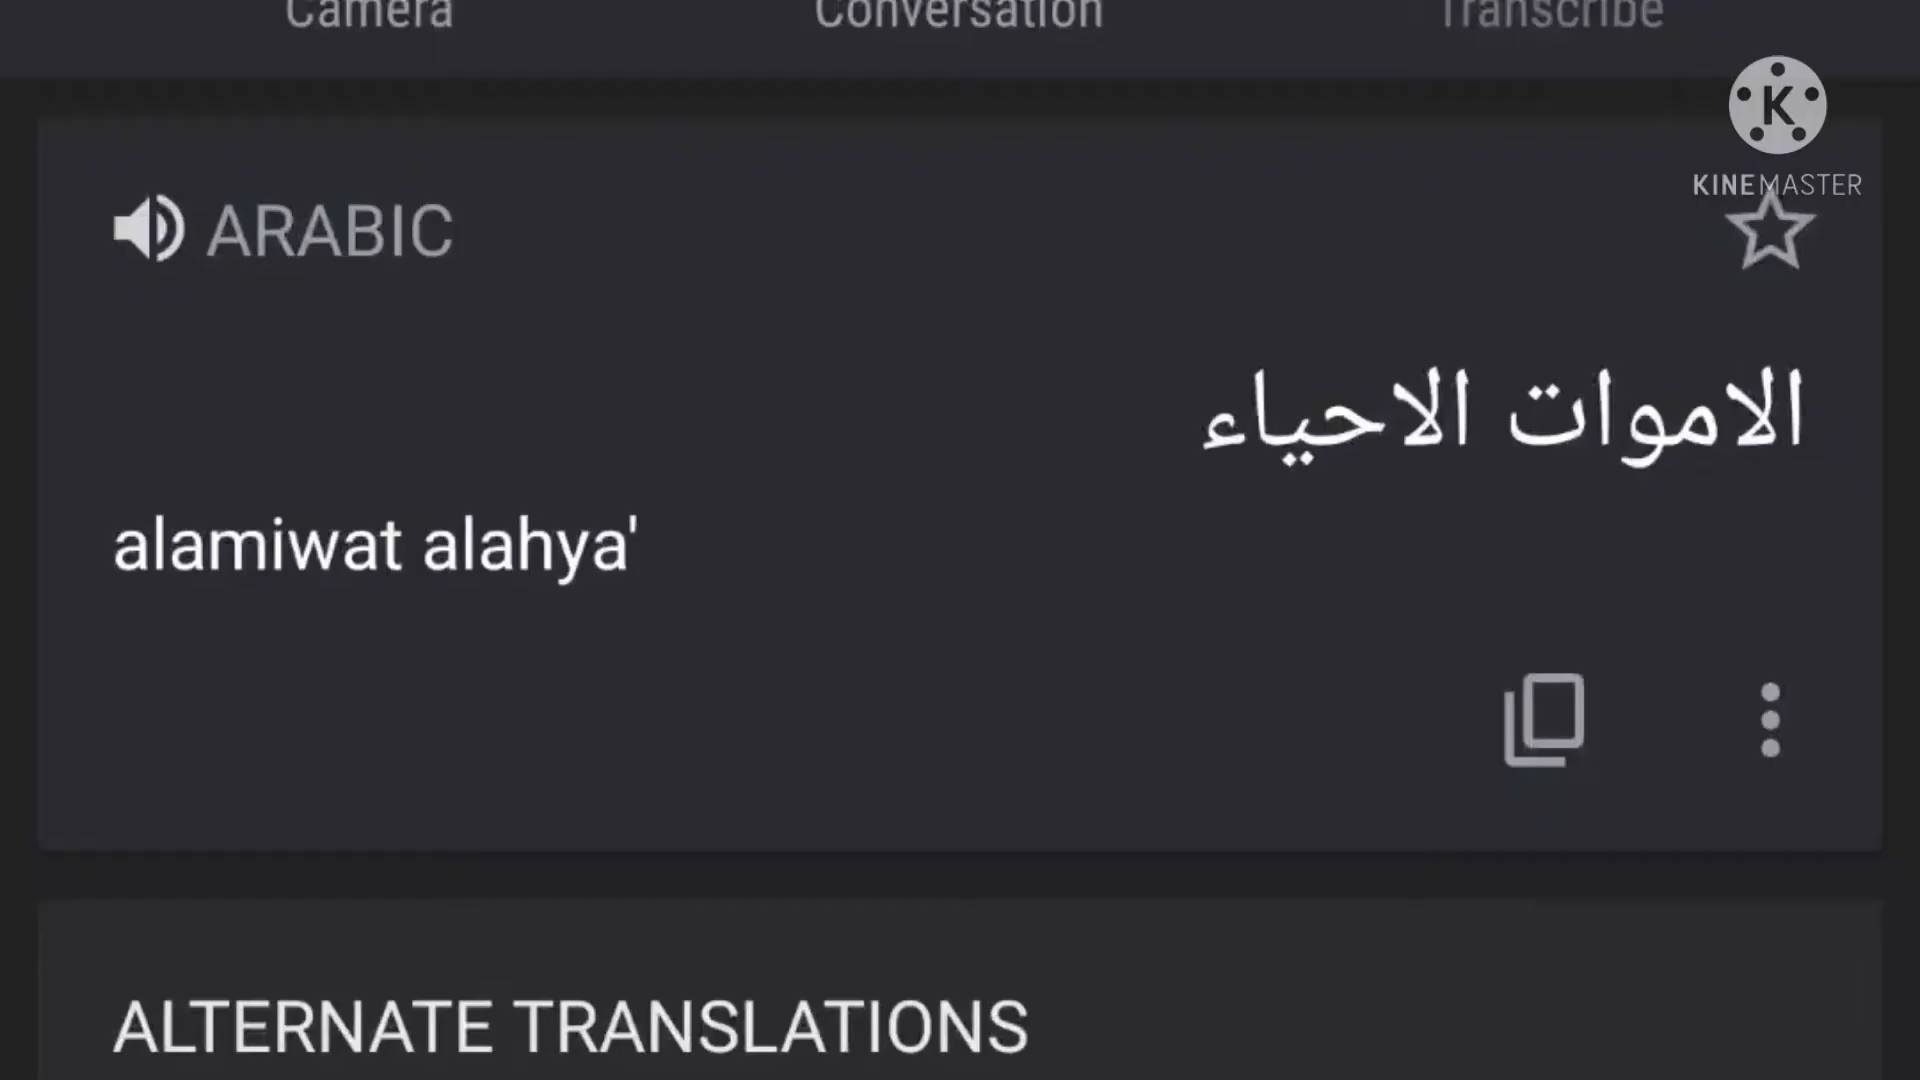 Camera Conversation Transcribe
KINEMASTER
ARABIC
الاموات الاحياء
alamiwat alahya'
ALTERNATE TRANSLATIONS